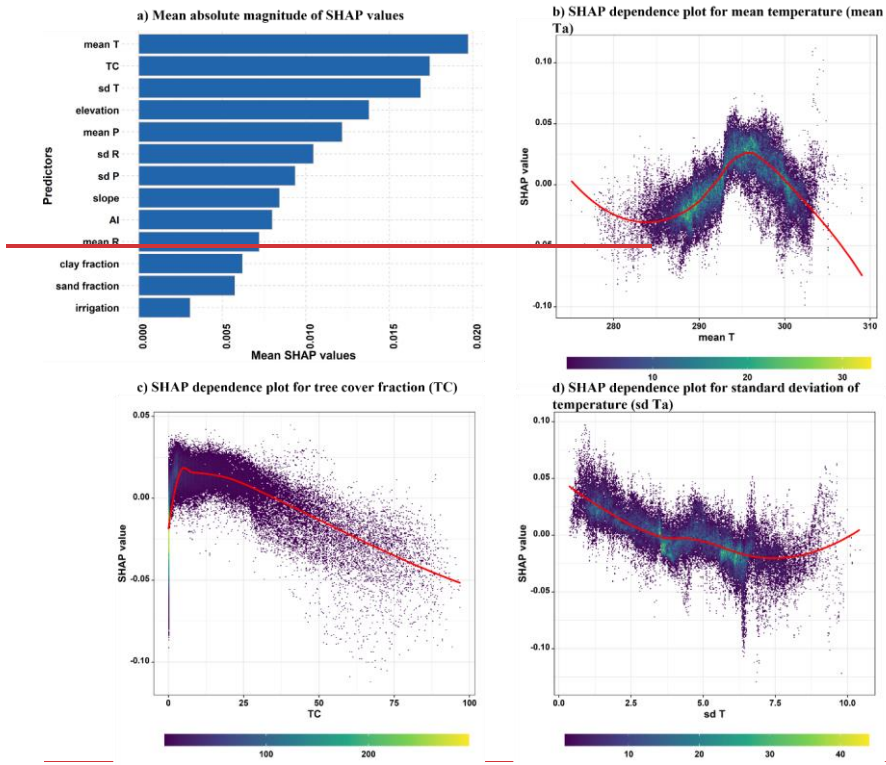 a) Mean absolute magnitude of SHAP values
mean T
TC
sd T
elevation
mean P
sd R
sd P
slope
AI
mean R
clay fraction
sand fraction
irrigation
Predictors
0.000
0.005
0.010
0.015
0.020
Mean SHAP values
b) SHAP dependence plot for mean temperature (mean
Ta)
0.10
0.05
0.00
-0.05
-0.10
SHAP value
280
290
300
310
mean T
10
20
30
c) SHAP dependence plot for tree cover fraction (TC)
0.05
0.00
-0.05
-0.10
SHAP value
0
25
50
75
100
TC
100
200
d) SHAP dependence plot for standard deviation of
temperature (sd Ta)
0.10
0.05
0.00
-0.05
-0.10
SHAP value
0.0
2.5
5.0
7.5
10.0
sd T
10
20
30
40